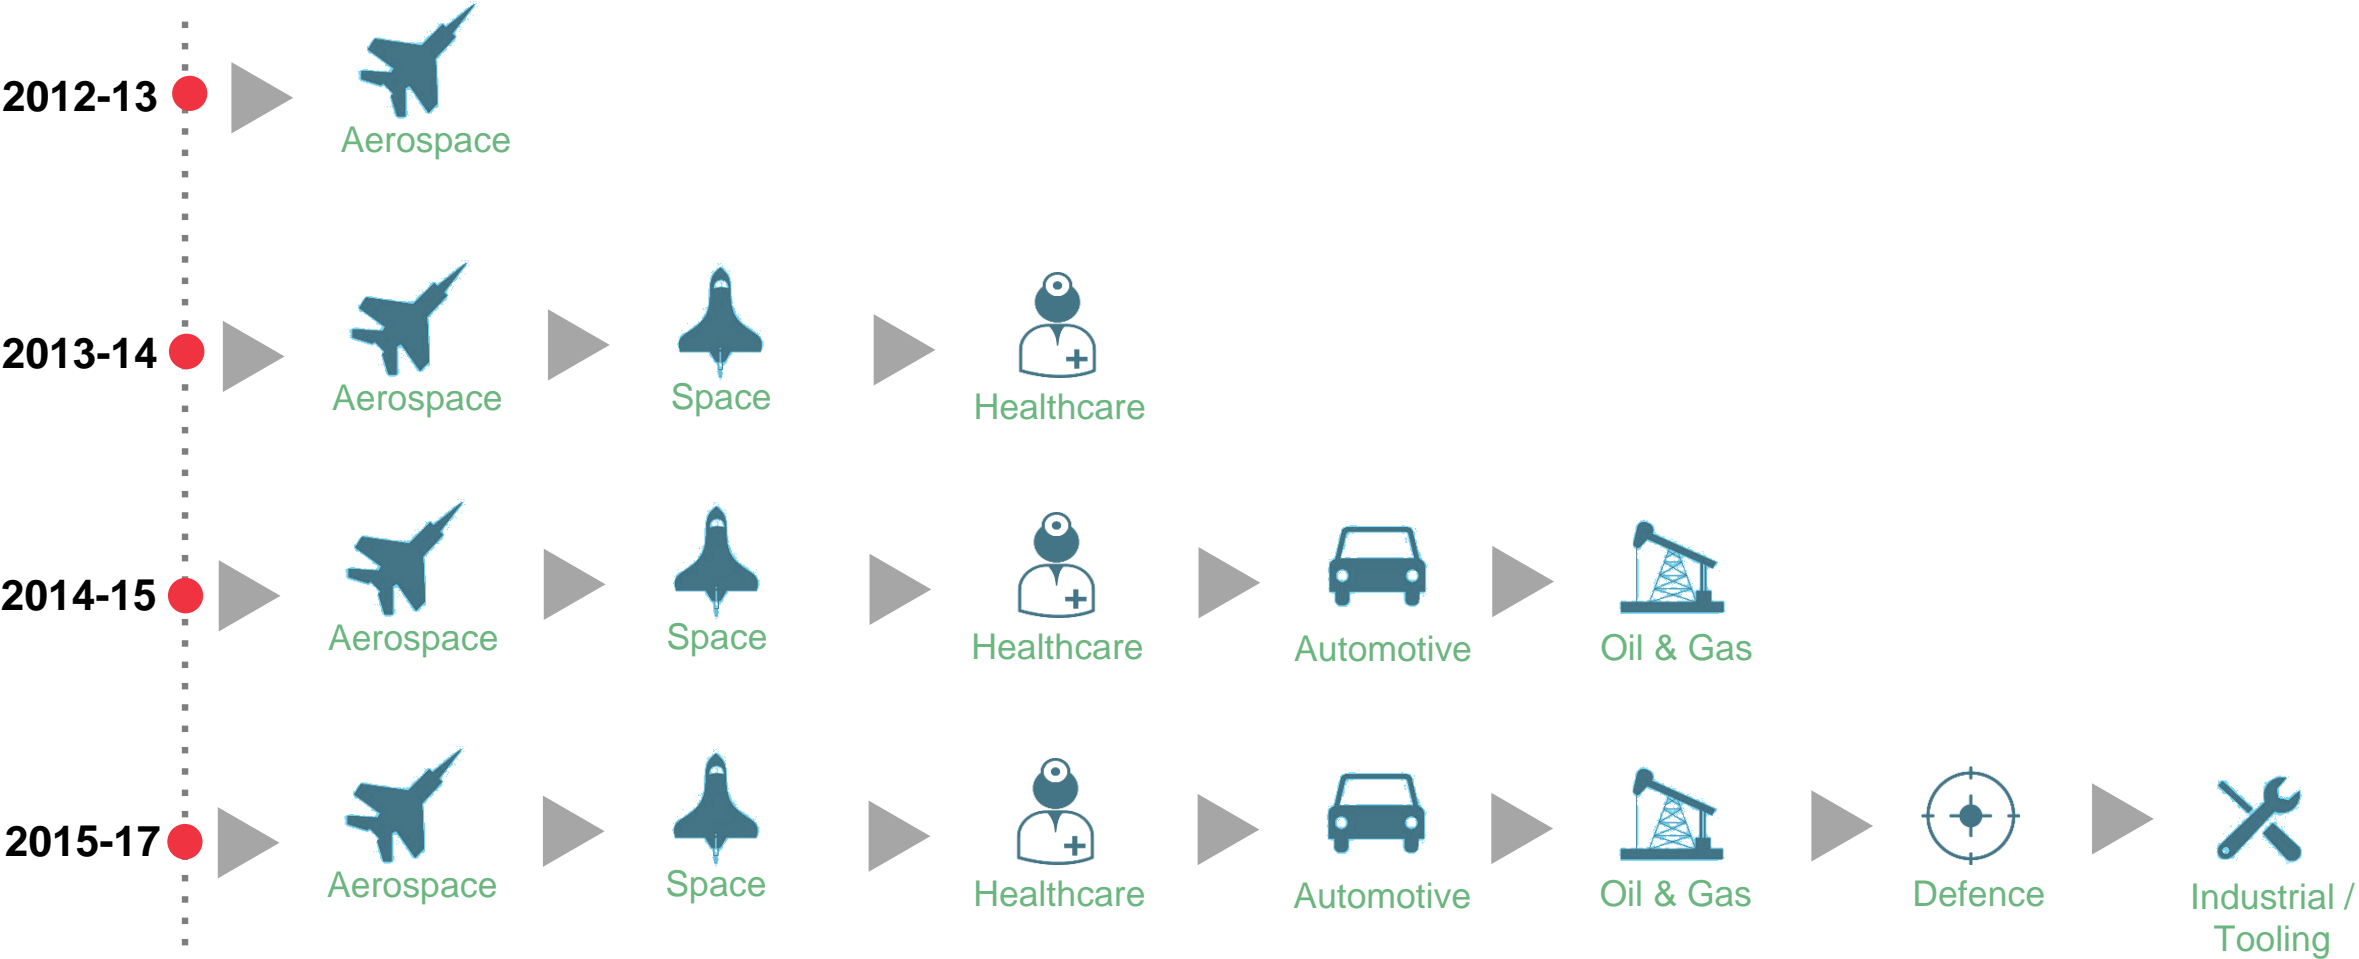 2012-13
Aerospace
2013-14
Aerospace
Space
Healthcare
2014-15
Aerospace
Space
Healthcare
Automotive
Oil & Gas
2015-17
Aerospace
Space
Healthcare
Automotive
Oil & Gas
Defence
Industrial /
Tooling